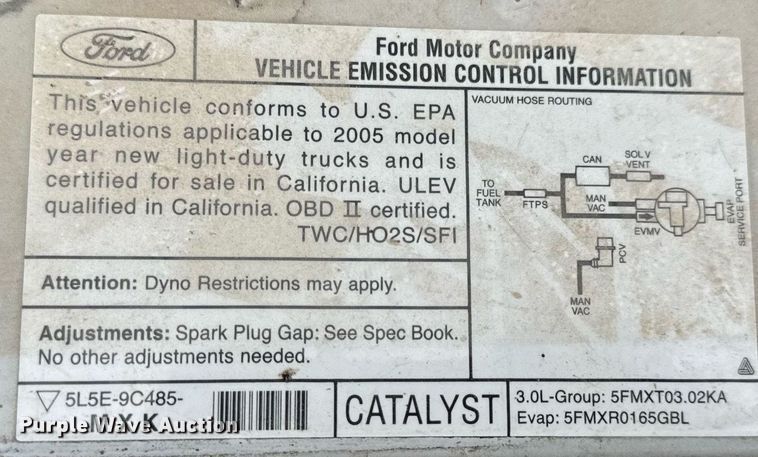 Ford
Ford Motor Company
VEHICLE EMISSION CONTROL INFORMATION
This vehicle conforms to U.S. EPA
regulations applicable to 2005 model
year new light-duty trucks and is
certified for sale in California. ULEV
qualified in California. OBD II certified.
TWC/HO2S/SFI
Attention: Dyno Restrictions may apply.
Adjustments: Spark Plug Gap: See Spec Book.
No other adjustments needed.
VACUUM HOSE ROUTING
CAN
SOL V
VENT
TO
FUEL
TANK
FTPS
MAN
VAC
EVMV
EVAP
SERVICE PORT
PCV
MAN
VAC
5L5E-9C485-
CATALYST
3.0L-Group: 5FMXT03.02KA
Evap: 5FMXR0165GBL
Purple Wave Auction